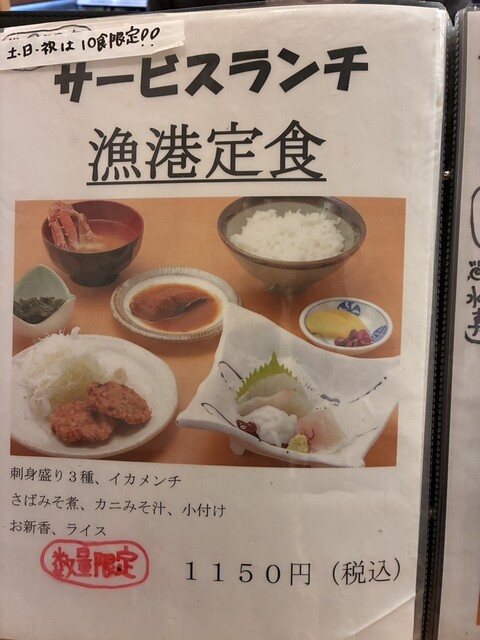 土・日・祝は10食限定!!
サービスランチ
漁港定食
刺身盛り3種、イカメンチ
さばみそ煮、カニみそ汁、小付け
お新香、ライス
数量限定
1150円(税込)